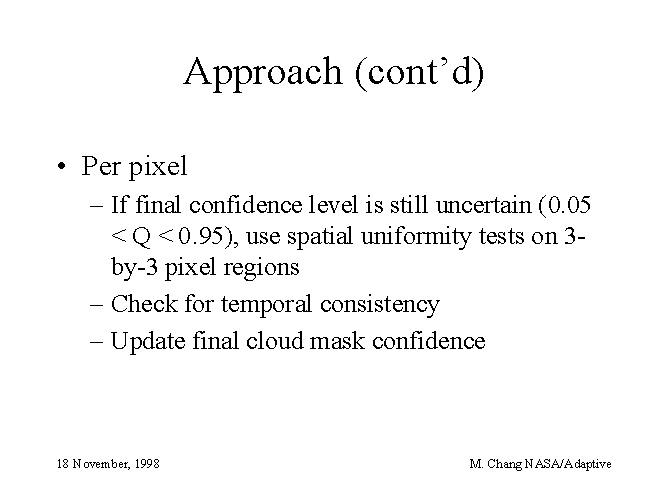 Approach (cont’d)
• Per pixel
– If final confidence level is still uncertain (0.05
< Q < 0.95), use spatial uniformity tests on 3-
by-3 pixel regions
– Check for temporal consistency
– Update final cloud mask confidence
18 November, 1998
M. Chang NASA/Adaptive